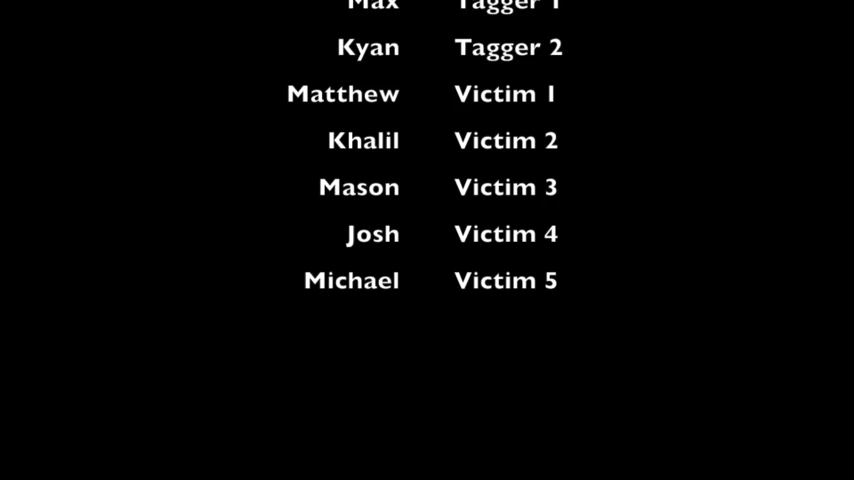 Max Tagger 1
Kyan Tagger 2
Matthew Victim 1
Khalil Victim 2
Mason Victim 3
Josh Victim 4
Michael Victim 5